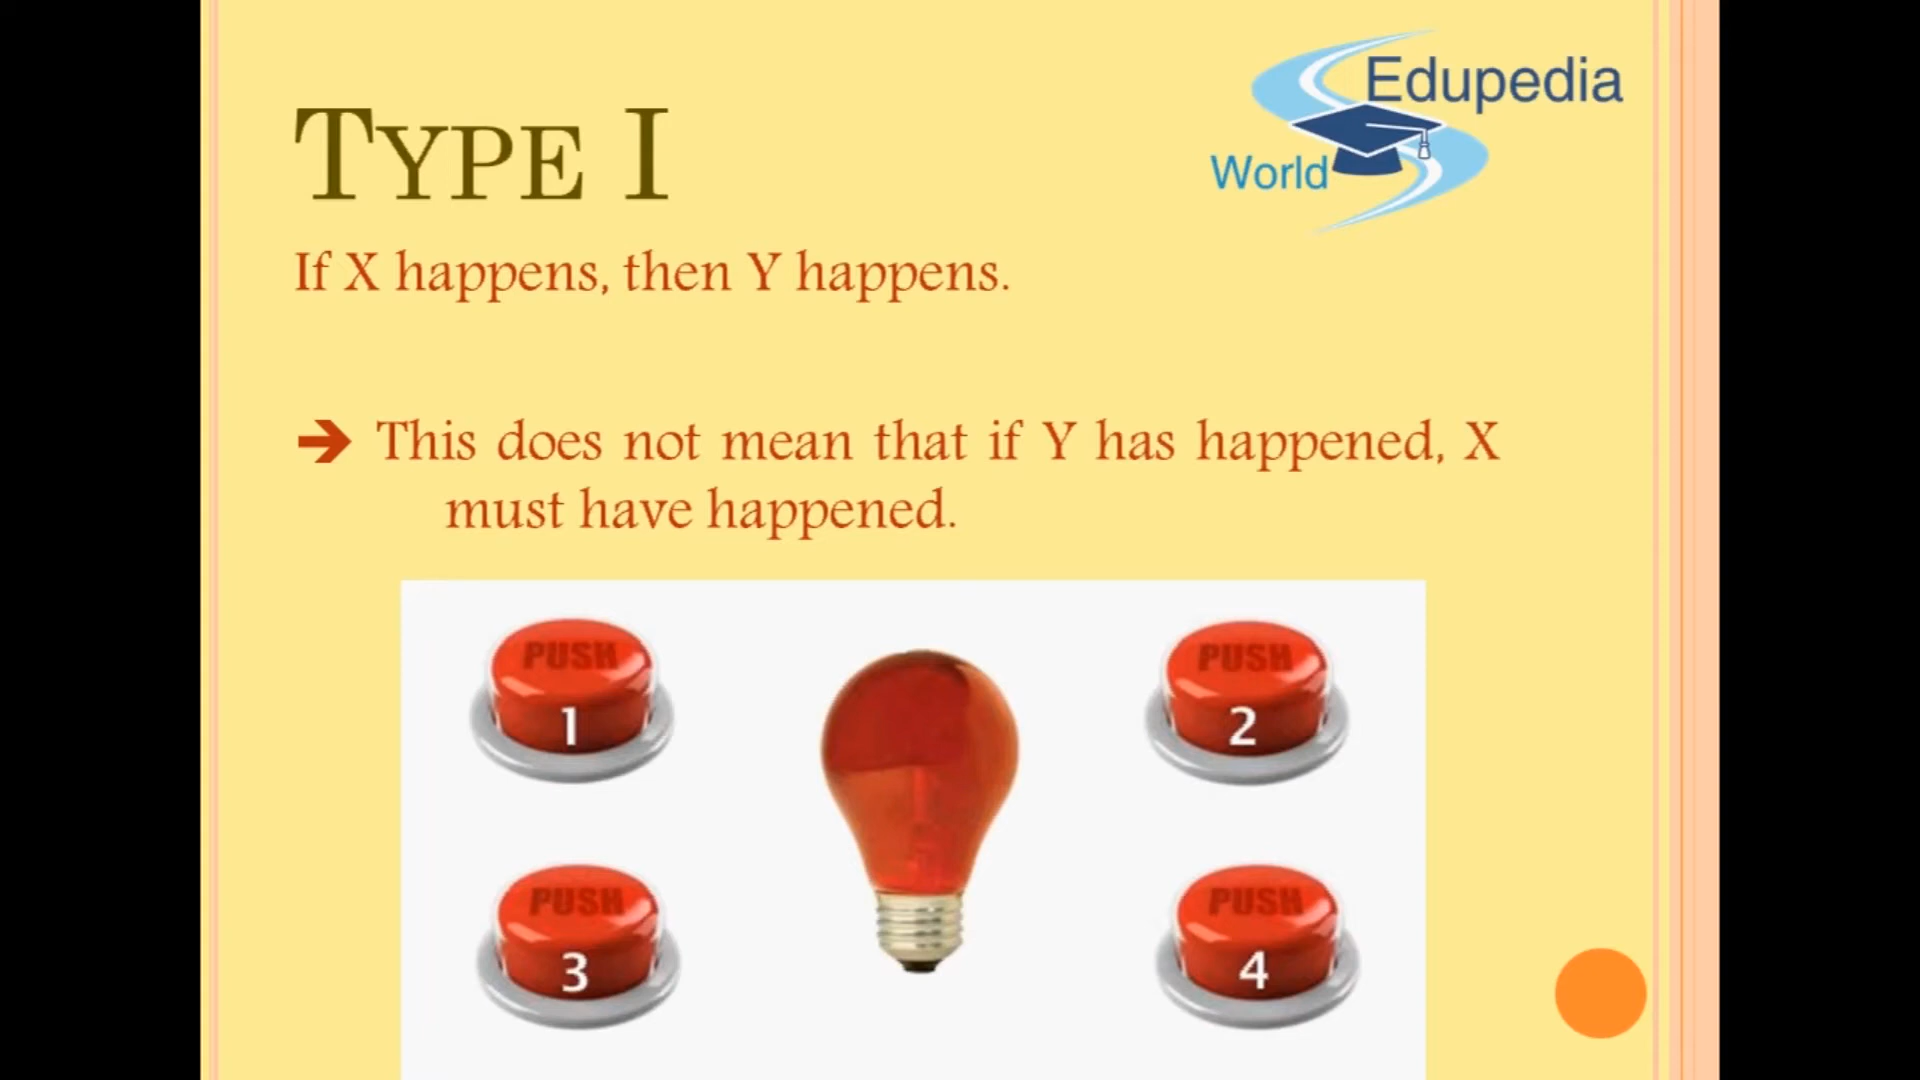 Edupedia
World
TYPE I
If X happens, then Y happens.
➔ This does not mean that if Y has happened, X
must have happened.
PUSH
1
PUSH
2
PUSH
3
PUSH
4